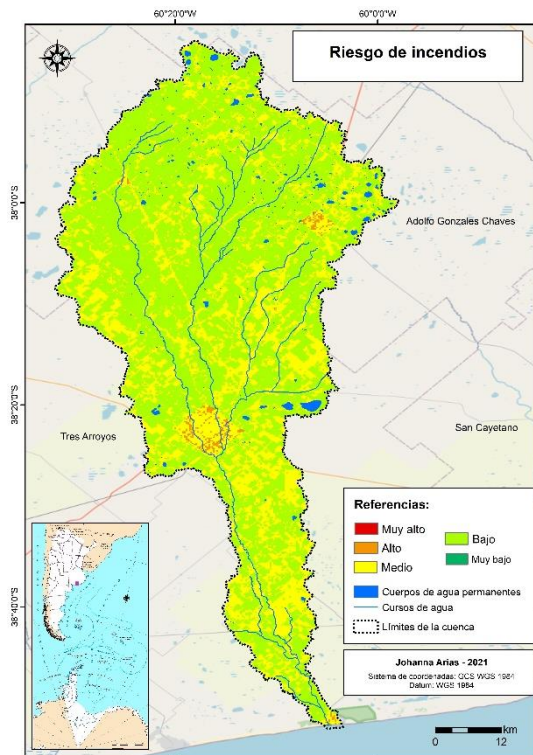 60°20'0"W
60°0'0"W
Riesgo de incendios
38°0'0"S
Adolfo Gonzales Chaves
38°20'0"S
Tres Arroyos
San Cayetano
Referencias:
Muy alto
Alto
Medio
Bajo
Muy bajo
Cuerpos de agua permanentes
Cursos de agua
Límites de la cuenca
38°40'0"S
Johanna Arias - 2021
Sistema de coordenadas: GCS WGS 1984
Datum: WGS 1984
0
12
km